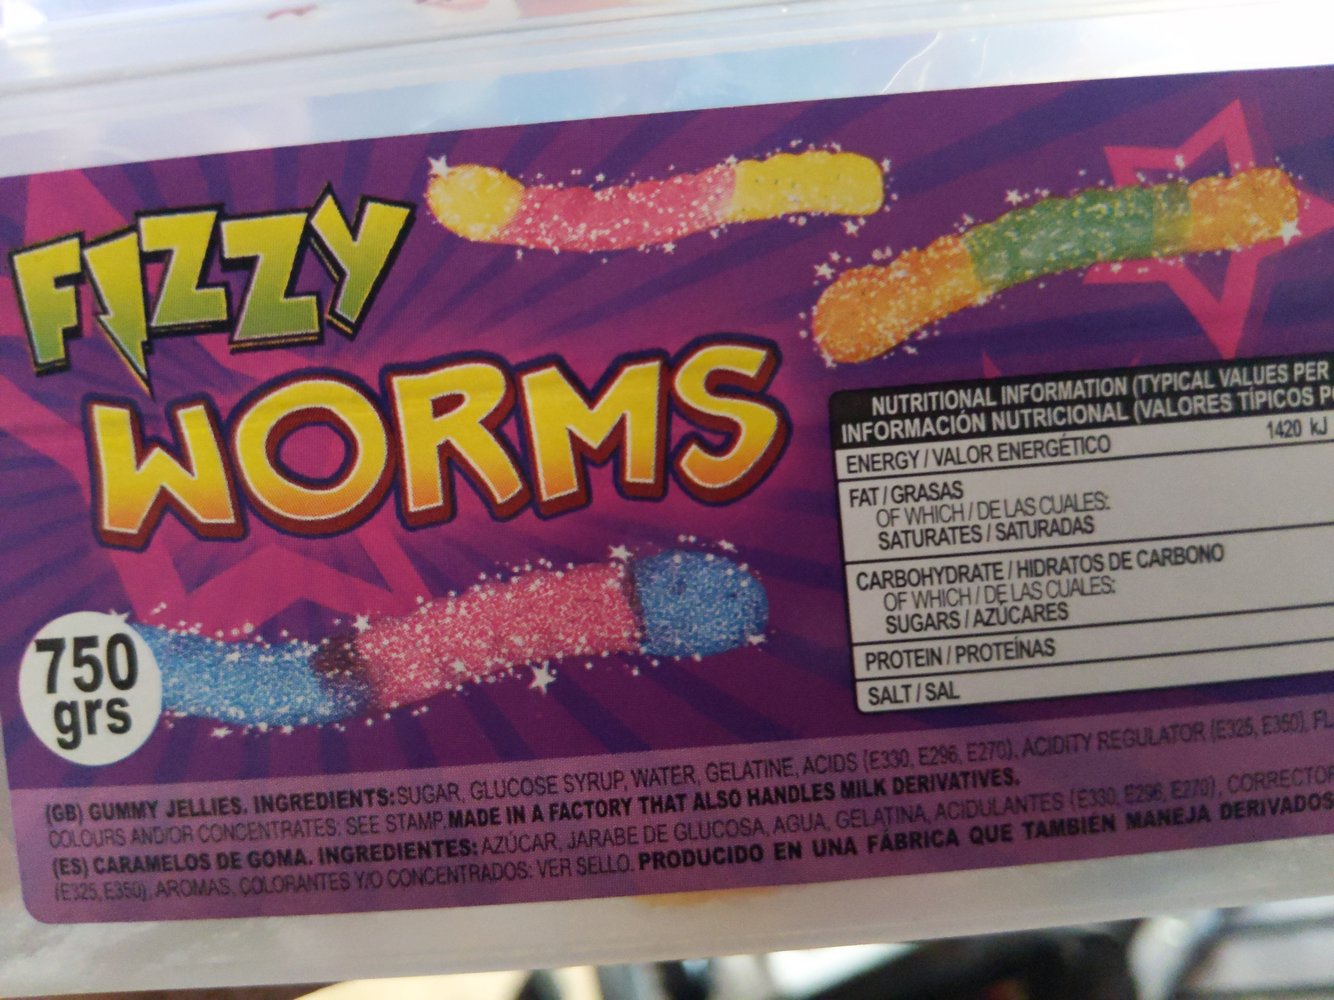 FIZZY
WORMS
750
grs
NUTRITIONAL INFORMATION (TYPICAL VALUES PER
INFORMACIÓN NUTRICIONAL (VALORES TÍPICOS
ENERGY / VALOR ENERGÉTICO 1420 kJ
FAT / GRASAS
OF WHICH / DE LAS CUALES:
SATURATES / SATURADAS
CARBOHYDRATE / HIDRATOS DE CARBONO
OF WHICH / DE LAS CUALES:
SUGARS / AZÚCARES
PROTEIN / PROTEÍNAS
SALT / SAL
(GB) GUMMY JELLIES. INGREDIENTS: SUGAR, GLUCOSE SYRUP, WATER, GELATINE, ACIDS (E330, E296, E270), ACIDITY REGULATOR (E325, E350),
COLOURS AND/OR CONCENTRATES: SEE STAMP. MADE IN A FACTORY THAT ALSO HANDLES MILK DERIVATIVES.
(ES) CARAMELOS DE GOMA. INGREDIENTES: AZÚCAR, JARABE DE GLUCOSA, AGUA, GELATINA, ACIDULANTES (E330, E296, E270), CORRECTOR
(E325, E350), AROMAS, COLORANTES Y/O CONCENTRADOS: VER SELLO. PRODUCIDO EN UNA FÁBRICA QUE TAMBIÉN MANEJA DERIVADOS